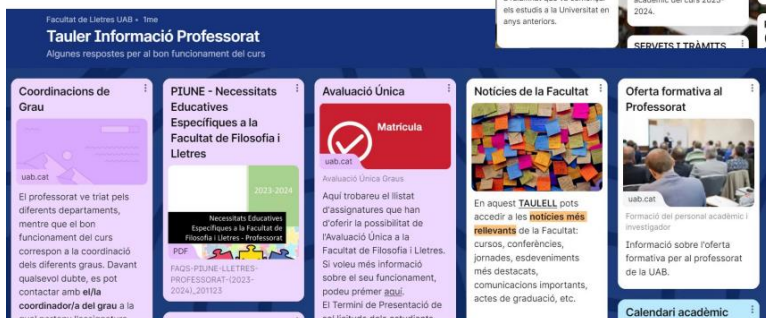 els estudis a la Universitat en
anys anteriors.
2024.
SERVETS I TRÀMITS
Facultat de Lletres UAB • 1me
Tauler Informació Professorat
Algunes respostes per al bon funcionament del curs
Coordinacions de
Grau
uab.cat
El professorat ve triat pels
diferents departaments,
mentre que el bon
funcionament del curs
correspon a la coordinació
dels diferents graus. Davant
qualsevol dubte, es pot
contactar amb el/la
coordinador/a del grau a la
PIUNE - Necessitats
Educatives
Específiques a la
Facultat de Filosofia i
Lletres
2023-2024
Necessitats Educatives
Específiques a la Facultat de
Filosofia i Lletres - Professorat
PDF
FAQS-PIUNE-LLETRES-
PROFESSORAT-(2023-
2024)_201123
Avaluació Única
Matrícula
uab.cat
Avaluació Única Graus
Aquí trobareu el llistat
d'assignatures que han
d'oferir la possibilitat de
l'Avaluació Única a la
Facultat de Filosofia i Lletres.
Si voleu més informació
sobre el seu funcionament,
podeu prémer aquí.
El Termini de Presentació de
Notícies de la Facultat
En aquest TAULELL pots
accedir a les notícies més
rellevants de la Facultat:
cursos, conferències,
jornades, esdeveniments
més destacats,
comunicacions importants,
actes de graduació, etc.
Oferta formativa al
Professorat
uab.cat
Formació del personal acadèmic i
investigador
Informació sobre l'oferta
formativa per al professorat
de la UAB.
Calendari acadèmic